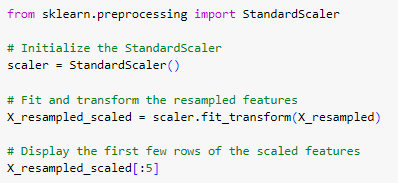 from sklearn.preprocessing import StandardScaler
# Initialize the StandardScaler
scaler = StandardScaler()
# Fit and transform the resampled features
X_resampled_scaled = scaler.fit_transform(X_resampled)
# Display the first few rows of the scaled features
X_resampled_scaled[:5]